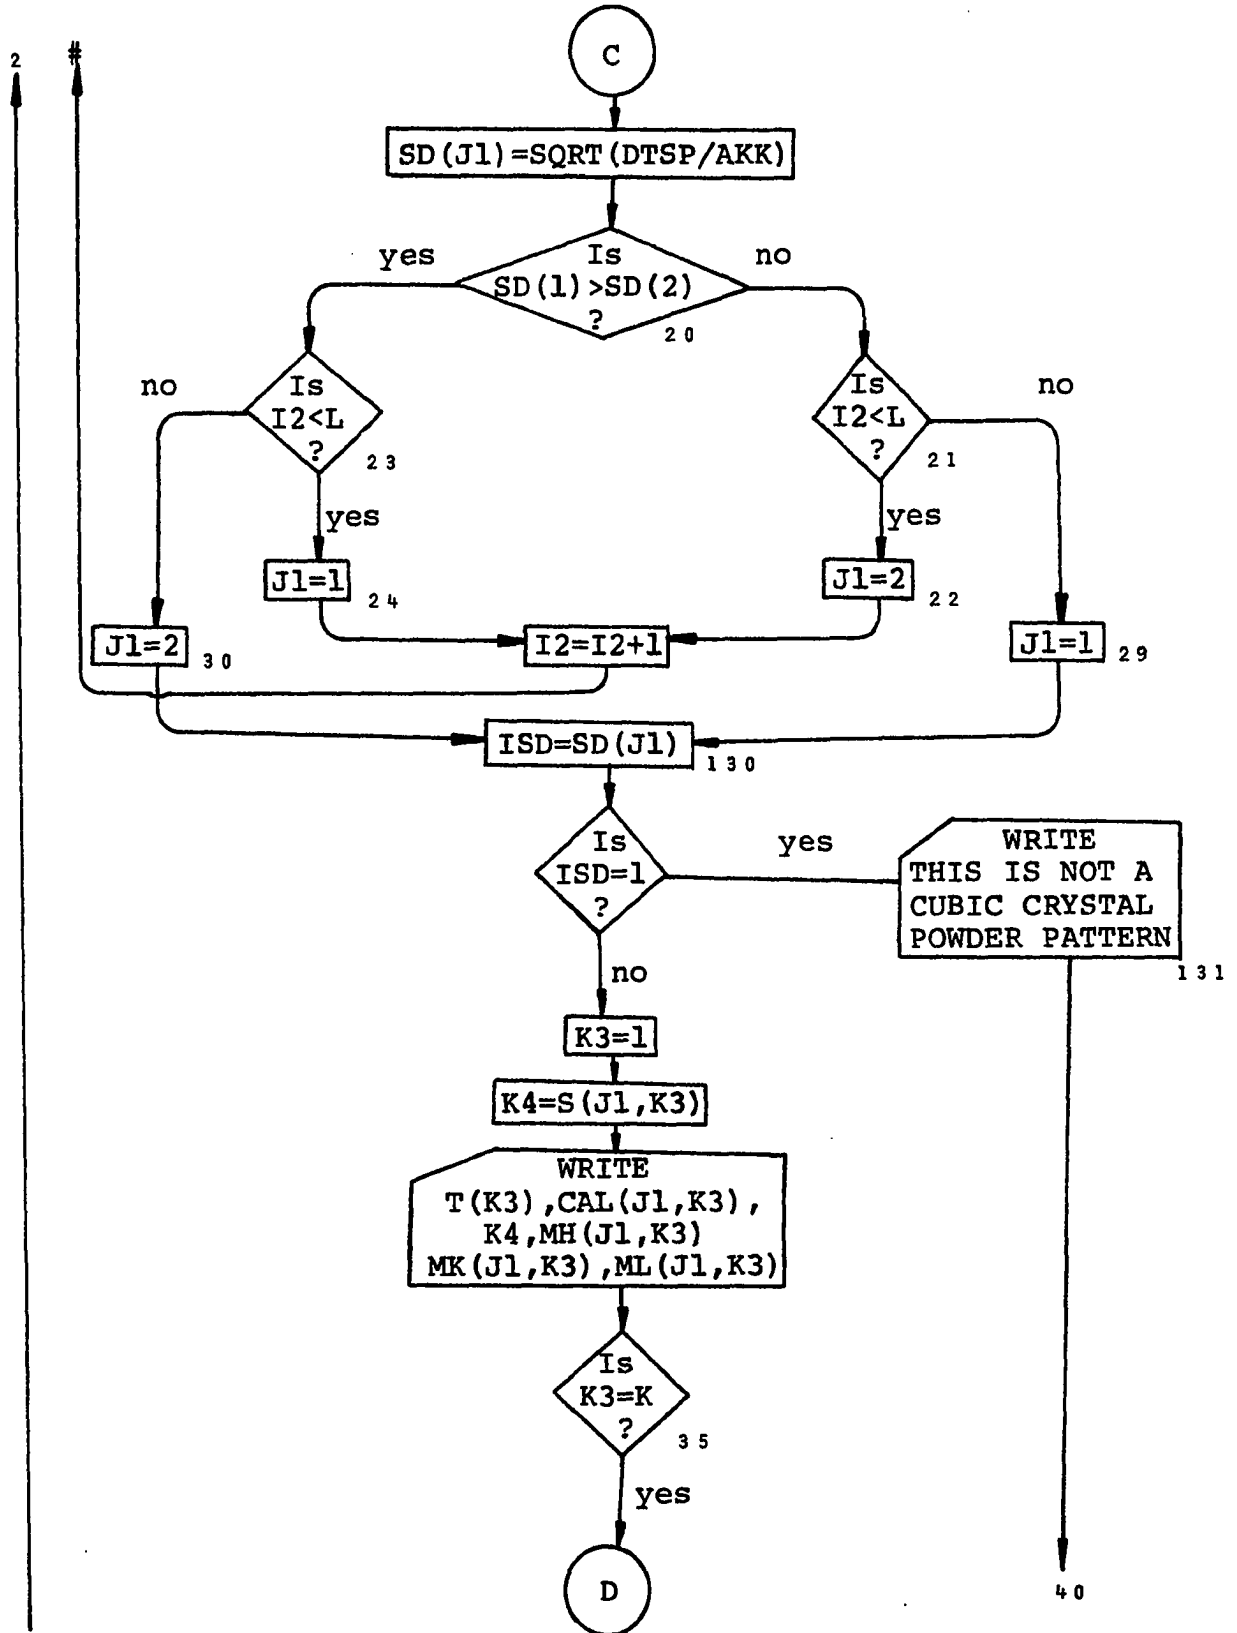 2
#
C
SD(J1)=SQRT(DTSP/AKK)
yes
Is
SD(1)>SD(2)
?
20
no
no
Is
I2<L
?
23
Is
I2<L
?
21
no
yes
yes
J1=1
24
J1=2
22
J1=2
30
I2=I2+1
J1=1
29
ISD=SD(J1)
130
Is
ISD=1
?
yes
WRITE
THIS IS NOT A
CUBIC CRYSTAL
POWDER PATTERN
131
no
K3=1
K4=S(J1,K3)
WRITE
T(K3),CAL(J1,K3),
K4,MH(J1,K3)
MK(J1,K3),ML(J1,K3)
Is
K3=K
?
35
yes
D
40